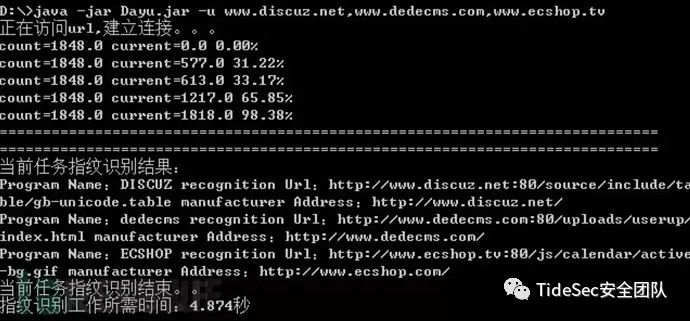 D:\>java -jar Dayu.jar -u www.discuz.net,www.dedecms.com,www.ecshop.tv
正在访问url,建立连接。。。
count=1848.0 current=0.0 0.00%
count=1848.0 current=577.0 31.22%
count=1848.0 current=613.0 33.17%
count=1848.0 current=1217.0 65.85%
count=1848.0 current=1818.0 98.38%
================================================================================
================================================================================
当前任务指纹识别结果：
Program Name：DISCUZ recognition Url：http://www.discuz.net:80/source/include/ta
ble/gb-unicode.table manufacturer Address：http://www.discuz.net/
Program Name：dedecms recognition Url：http://www.dedecms.com:80/uploads/userup/
index.html manufacturer Address：http://www.dedecms.com/
Program Name：ECSHOP recognition Url：http://www.ecshop.tv:80/js/calendar/active
-bg.gif manufacturer Address：http://www.ecshop.com/
当前任务指纹识别结束。。
指纹识别工作所需时间：4.874秒
TideSec安全团队